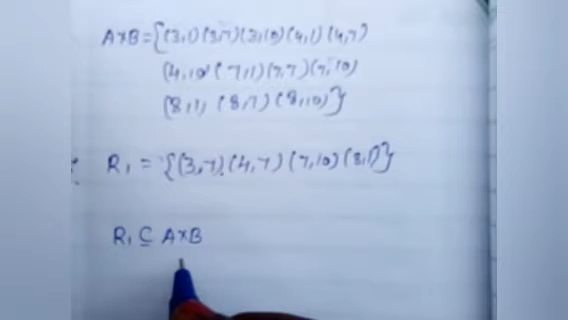 A×B={(3,1)(3,7)(3,10)(4,1)(4,7)
(4,10)(7,1)(7,7)(7,10)
(8,1) (8,7) (8,10)}
R₁ = {(3,7),(4,7)(7,10)(8,1)}
R₁ ⊆ A×B